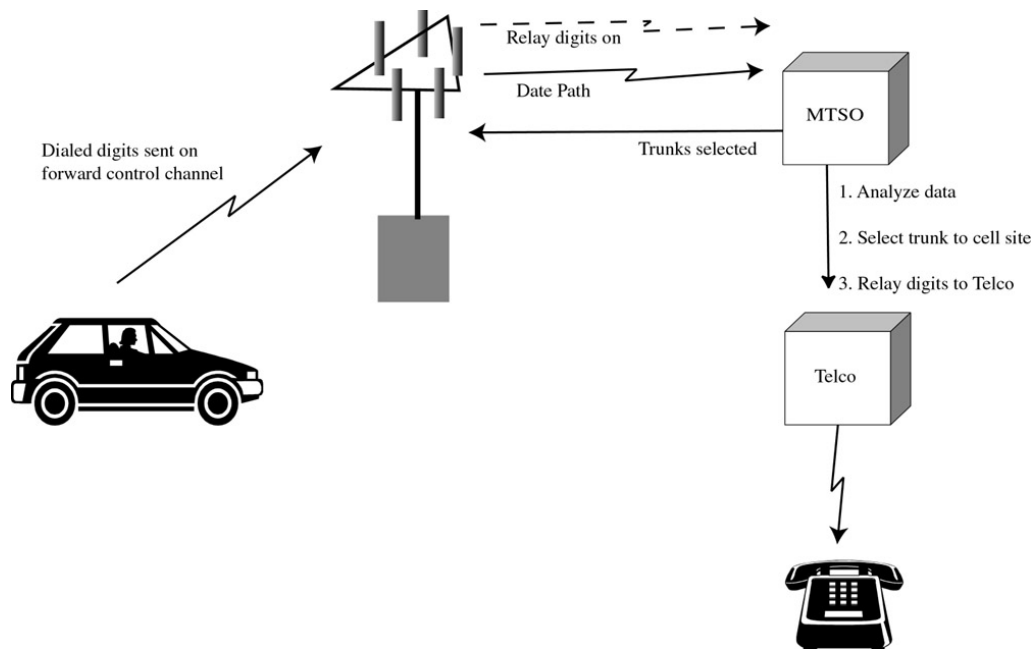 Relay digits on
Date Path
MTSO
Trunks selected
Dialed digits sent on
forward control channel
1. Analyze data
2. Select trunk to cell site
3. Relay digits to Telco
Telco